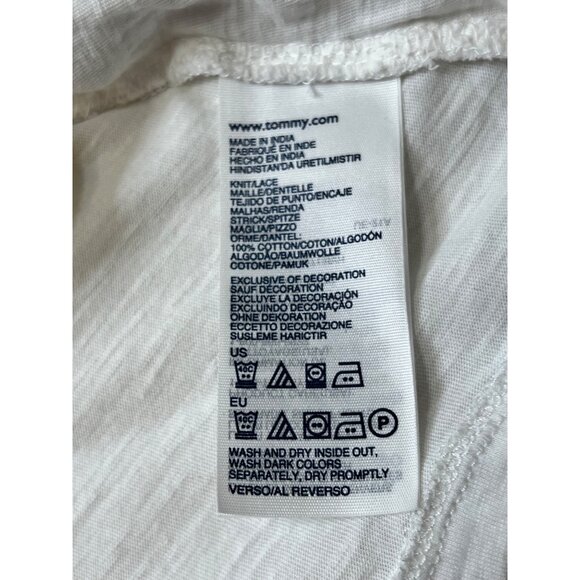 www.tommy.com
MADE IN INDIA
FABRIQUÉ EN INDE
HECHO EN INDIA
HINDISTAN'DA URETILMISTIR
KNIT/LACE
MAILLE/DENTELLE
TEJIDO DE PUNTO/ENCAJE
MALHAS/RENDA
STRICK/SPITZE
MAGLIA/PIZZO
ORME/DANTEL:
100% COTTON/COTON/ALGODÓN
ALGODÃO/BAUMWOLLE
COTONE/PAMUK
EXCLUSIVE OF DECORATION
SAUF DÉCORATION
EXCLUYE LA DECORACIÓN
EXCLUINDO DECORAÇÃO
OHNE DEKORATION
ECCETTO DECORAZIONE
SUSLEME HARICTIR
US
EU
P
WASH AND DRY INSIDE OUT,
WASH DARK COLORS
SEPARATELY, DRY PROMPTLY
VERSO/AL REVERSO